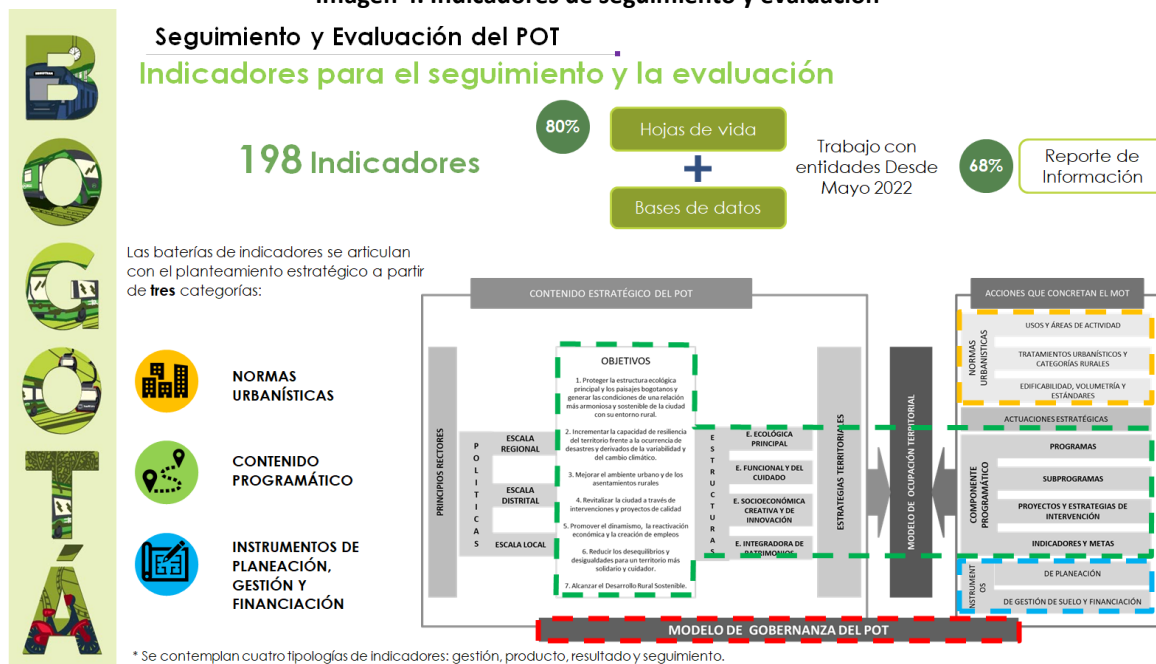 Imagen 4. Indicadores de seguimiento y evaluación
Seguimiento y Evaluación del POT
Indicadores para el seguimiento y la evaluación
BOGOTÁ
198 Indicadores
80%
Hojas de vida
+
Bases de datos
Trabajo con
entidades Desde
Mayo 2022
68%
Reporte de
Información
Las baterías de indicadores se articulan
con el planteamiento estratégico a partir
de tres categorías:
NORMAS
URBANÍSTICAS
CONTENIDO
PROGRAMÁTICO
INSTRUMENTOS DE
PLANEACIÓN,
GESTIÓN Y
FINANCIACIÓN
CONTENIDO ESTRATÉGICO DEL POT
PRINCIPIOS RECTORES
POLITICAS
ESCALA
REGIONAL
ESCALA
DISTRITAL
ESCALA LOCAL
OBJETIVOS
1. Proteger la estructura ecológica
principal y los paisajes bogotanos y
generar las condiciones de una relación
más armoniosa y sostenible de la ciudad
con su entorno rural.
2. Incrementar la capacidad de resiliencia
del territorio frente a la ocurrencia de
desastres y derivados de la variabilidad y
del cambio climático.
3. Mejorar el ambiente urbano y de los
asentamientos rurales
4. Revitalizar la ciudad a través de
intervenciones y proyectos de calidad
5. Promover el dinamismo, la reactivación
económica y la creación de empleos
6. Reducir los desequilibrios y
desigualdades para un territorio más
solidario y cuidador.
7. Alcanzar el Desarrollo Rural Sostenible.
ESTRUCTURAS
E. ECOLÓGICA
PRINCIPAL
E. FUNCIONAL Y DEL
CUIDADO
E. SOCIOECONÓMICA
CREATIVA Y DE
INNOVACIÓN
E. INTEGRADORA DE
PATRIMONIOS
ESTRATEGIAS TERRITORIALES
MODELO DE OCUPACIÓN TERRITORIAL
ACCIONES QUE CONCRETAN EL MOT
NORMAS
URBANISTICAS
USOS Y ÁREAS DE ACTIVIDAD
TRATAMIENTOS URBANÍSTICOS Y
CATEGORÍAS RURALES
EDIFICABILIDAD, VOLUMETRÍA Y
ESTÁNDARES
ACTUACIONES ESTRATÉGICAS
COMPONENTE
PROGRAMÁTICO
PROGRAMAS
SUBPROGRAMAS
PROYECTOS Y ESTRATEGIAS DE
INTERVENCIÓN
INDICADORES Y METAS
INSTRUMENT
OS
DE PLANEACIÓN
DE GESTIÓN DE SUELO Y FINANCIACIÓN
MODELO DE GOBERNANZA DEL POT
* Se contemplan cuatro tipologías de indicadores: gestión, producto, resultado y seguimiento.